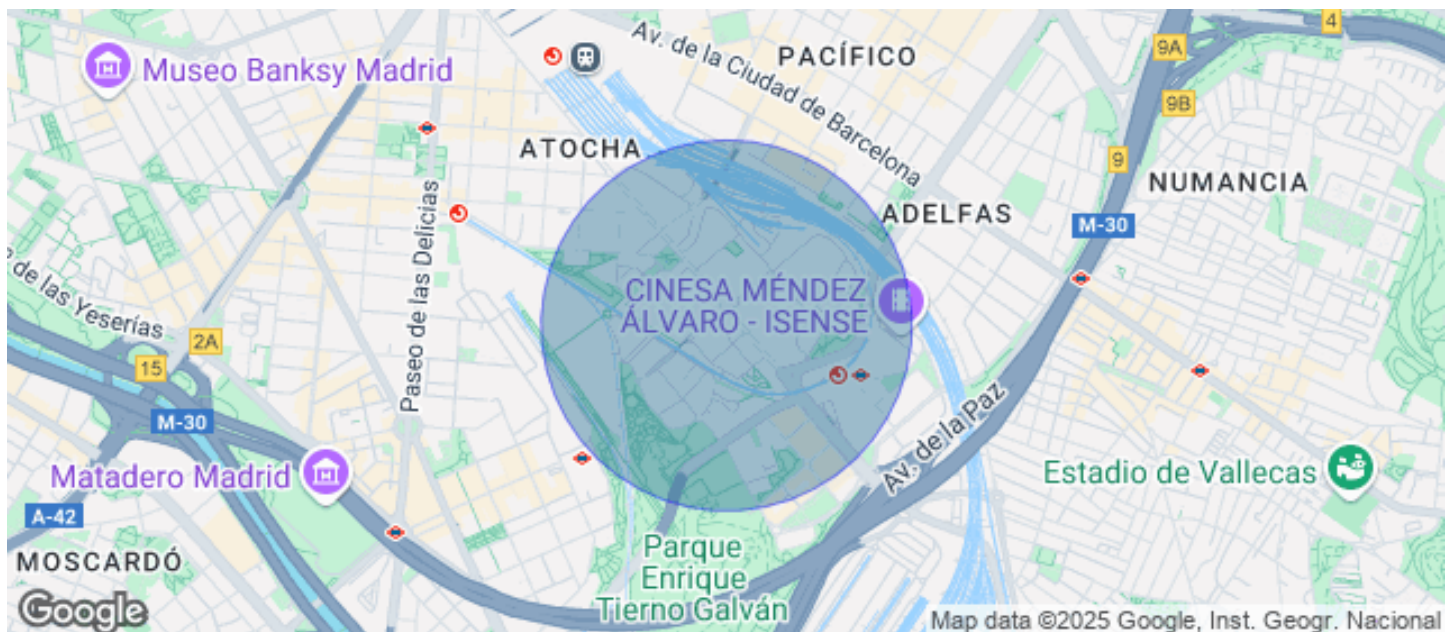 Museo Banksy Madrid
Av. de la Ciudad de Barcelona
PACÍFICO
4
9A
9B
ATOCHA
9
NUMANCIA
ADELFAS
M-30
Paseo de las Delicias
de las Yeserías
CINESA MÉNDEZ
ÁLVARO - ISENSE
2A
15
M-30
Av. de la Paz
Matadero Madrid
Estadio de Vallecas
A-42
MOSCARDÓ
Parque
Enrique
Tierno Galván
Google
Map data ©2025 Google, Inst. Geogr. Nacional